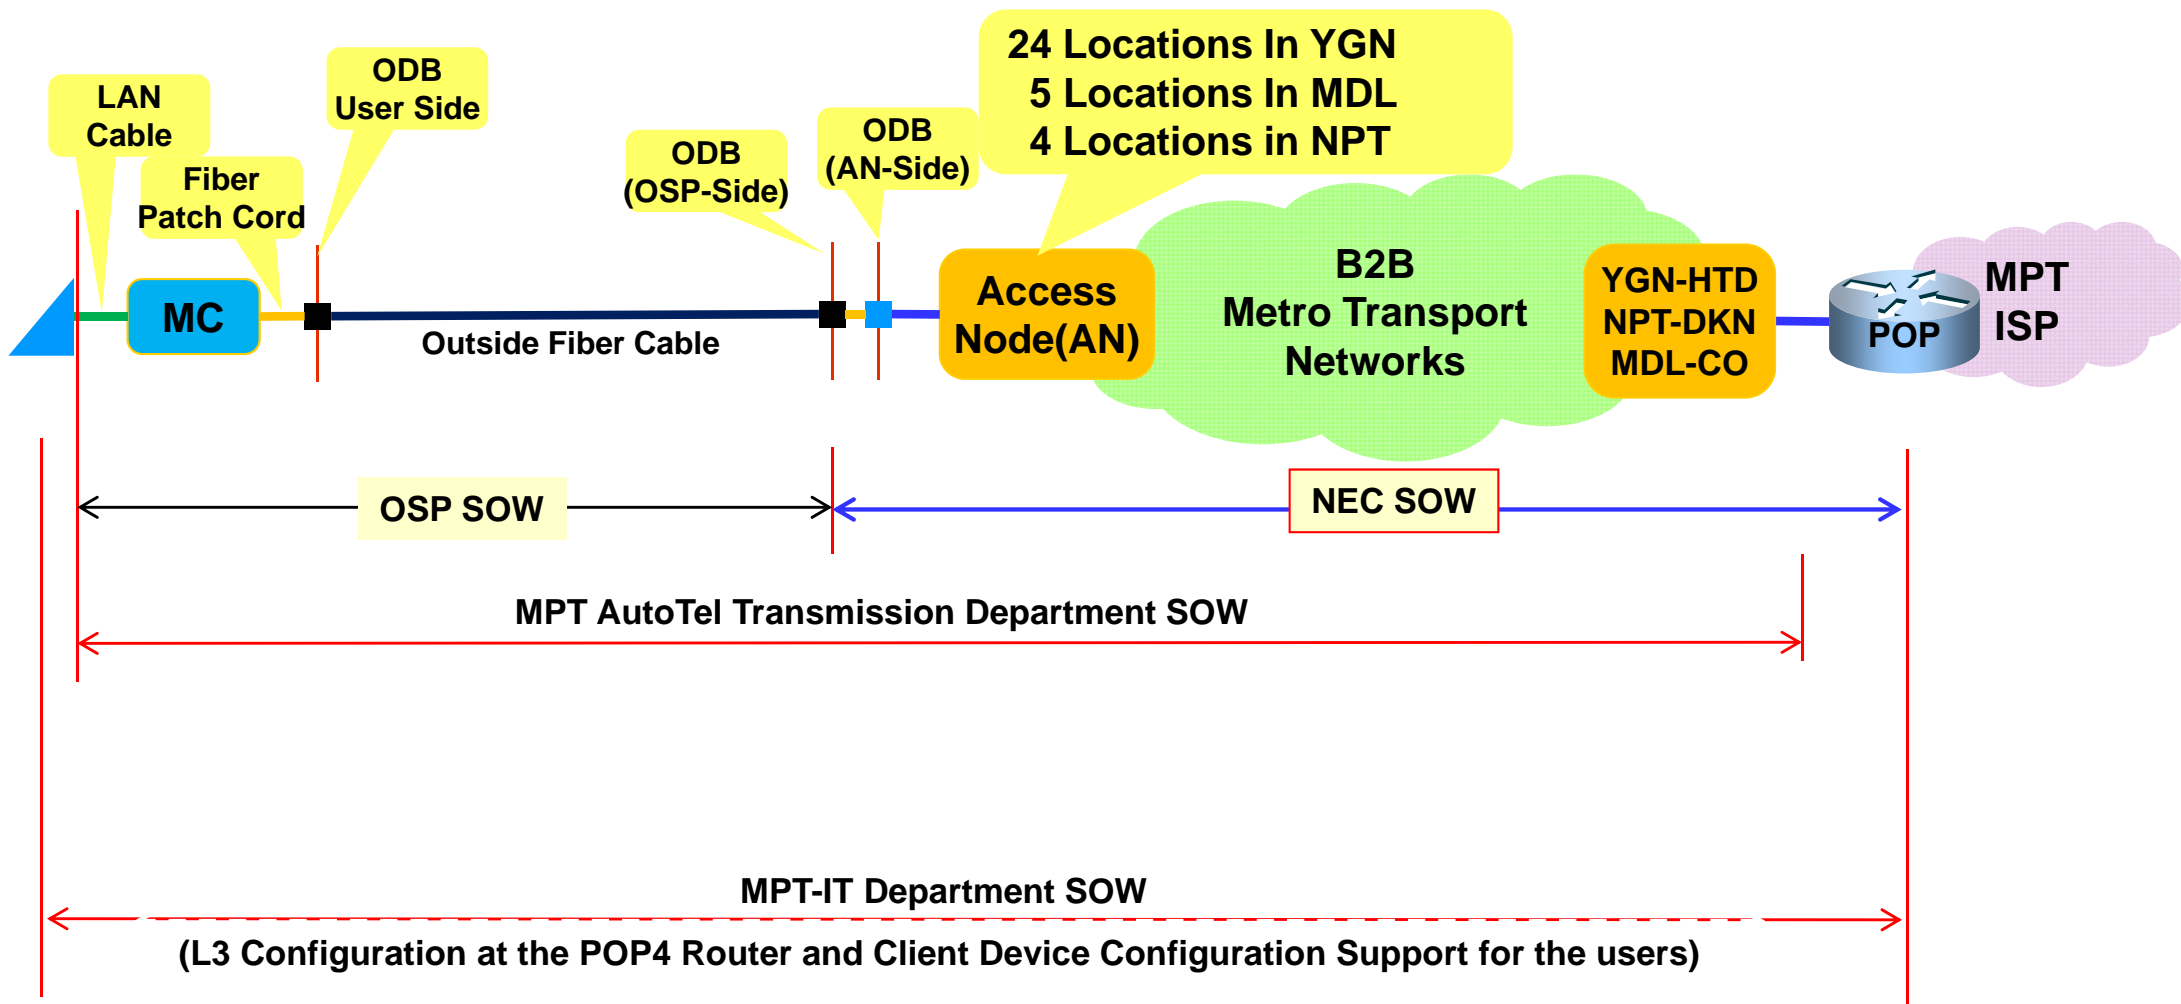 LAN
Cable
Fiber
Patch Cord
ODB
User Side
ODB
(OSP-Side)
ODB
(AN-Side)
24 Locations In YGN
5 Locations In MDL
4 Locations in NPT
MC
Outside Fiber Cable
Access
Node(AN)
B2B
Metro Transport
Networks
YGN-HTD
NPT-DKN
MDL-CO
POP
MPT
ISP
OSP SOW
NEC SOW
MPT AutoTel Transmission Department SOW
MPT-IT Department SOW
(L3 Configuration at the POP4 Router and Client Device Configuration Support for the users)